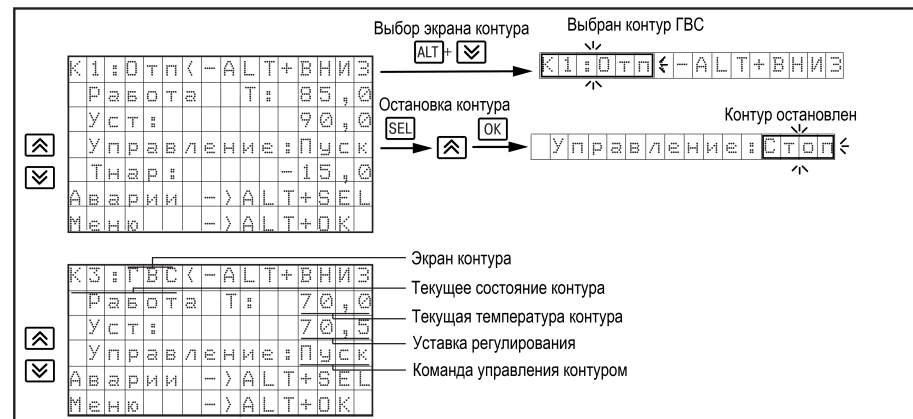 Выбор экрана контура
ALT + 
Выбран контур ГВС
К1:Отп<-ALT+ВНИЗ
К1:Отп<-ALT+ВНИЗ
Работа Т: 85,0
Уст: 90,0
Управление:Пуск
Тнар: -15,0
Аварии ->ALT+SEL
Меню ->ALT+OK
Остановка контура
SEL
OK
Контур остановлен
Управление:Стоп
К3:ГВС<-ALT+ВНИЗ
Работа Т: 70,0
Уст: 70,5
Управление:Пуск
Аварии ->ALT+SEL
Меню ->ALT+OK
Экран контура
Текущее состояние контура
Текущая температура контура
Уставка регулирования
Команда управления контуром